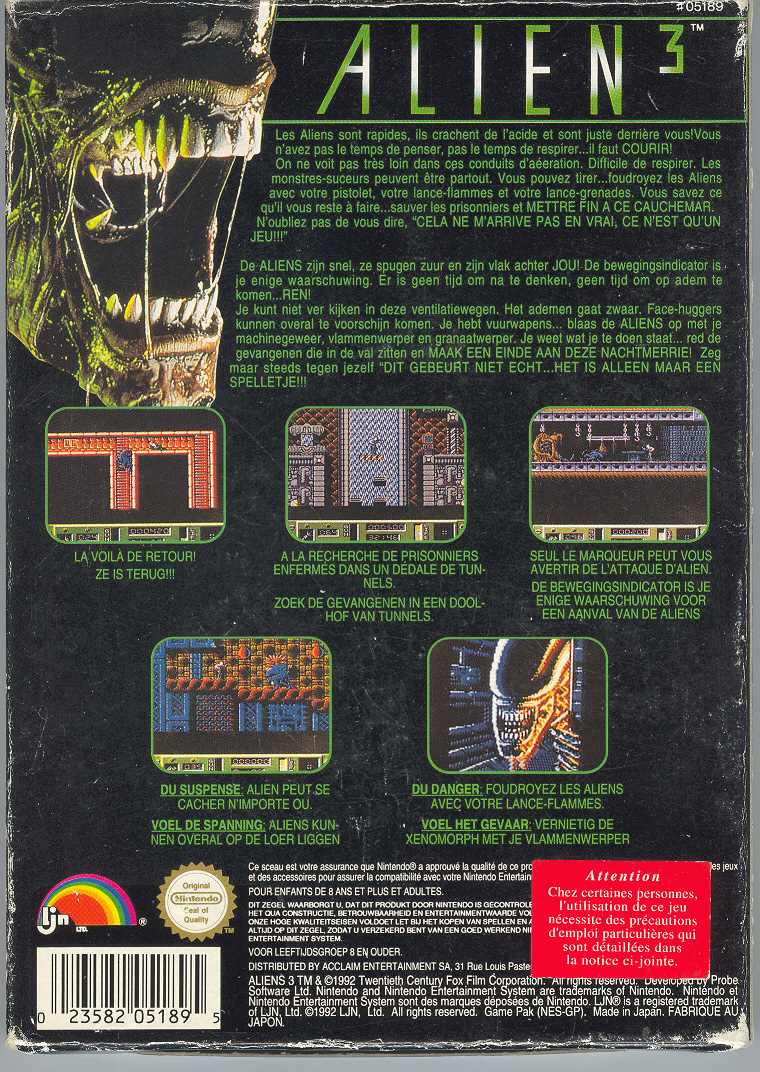 #05189
ALIEN 3™
Les Aliens sont rapides, ils crachent de l'acide et sont juste derrière vous!Vous
n'avez pas le temps de penser, pas le temps de respirer...il faut COURIR!
On ne voit pas très loin dans ces conduits d'aéeration. Difficile de respirer. Les
monstres-suceurs peuvent être partout. Vous pouvez tirer...foudroyez les Aliens
avec votre pistolet, votre lance-flammes et votre lance-grenades. Vous savez ce
qu'il vous reste à faire...sauver les prisonniers et METTRE FIN A CE CAUCHEMAR.
N'oubliez pas de vous dire, "CELA NE M'ARRIVE PAS EN VRAI, CE N'EST QU'UN
JEU!!!"
De ALIENS zijn snel, ze spugen zuur en zijn vlak achter JOU! De bewegingsindicator is
je enige waarschuwing. Er is geen tijd om na te denken, geen tijd om op adem te
komen...REN!
Je kunt niet ver kijken in deze ventilatiewegen. Het ademen gaat zwaar. Face-huggers
kunnen overal te voorschijn komen. Je hebt vuurwapens... blaas de ALIENS op met je
machinegeweer, vlammenwerper en granaatwerper. Je weet wat je te doen staat... red de
gevangenen die in de val zitten en MAAK EEN EINDE AAN DEZE NACHTMERRIE! Zeg
maar steeds tegen jezelf "DIT GEBEURT NIET ECHT...HET IS ALLEEN MAAR EEN
SPELLETJE!!!
LA VOILÀ DE RETOUR!
ZE IS TERUG!!!
A LA RECHERCHE DE PRISONNIERS
ENFERMÉS DANS UN DÉDALE DE TUN-
NELS.
ZOEK DE GEVANGENEN IN EEN DOOL-
HOF VAN TUNNELS.
SEUL LE MARQUEUR PEUT VOUS
AVERTIR DE L'ATTAQUE D'ALIEN.
DE BEWEGINGSINDICATOR IS JE
ENIGE WAARSCHUWING VOOR
EEN AANVAL VAN DE ALIENS
DU SUSPENSE: ALIEN PEUT SE
CACHER N'IMPORTE OU.
VOEL DE SPANNING: ALIENS KUN-
NEN OVERAL OP DE LOER LIGGEN
DU DANGER: FOUDROYEZ LES ALIENS
AVEC VOTRE LANCE-FLAMMES.
VOEL HET GEVAAR: VERNIETIG DE
XENOMORPH MET JE VLAMMENWERPER
ljn LTD. ®
Original
Nintendo
Seal of
Quality
™
Ce sceau est votre assurance que Nintendo® a approuvé la qualité de ce les jeux
et des accessoires pour assurer la compatibilité avec votre Nintendo
POUR ENFANTS DE 8 ANS ET PLUS ET ADULTES.
DIT ZEGEL WAARBORGT U, DAT DIT PRODUKT DOOR NINTENDO IS
HET QUA CONSTRUCTIE, BETROUWBAARHEID EN ENTERTAINMENTWAARDE
ONZE HOGE KWALITEITSEISEN VOLDOET LET BIJ HET KOPEN VAN SPELLEN EN
ALTIJD OP DIT ZEGEL, ZODAT U VERZEKERD BENT VAN EEN GOED WERKEND
ENTERTAINMENT SYSTEM.
VOOR LEEFTIJDSGROEP 8 EN OUDER.
DISTRIBUTED BY ACCLAIM ENTERTAINMENT SA, 31 Rue Louis
ALIENS 3 TM & ©1992 Twentieth Century Fox Film Corporation. All rights reserved. Developed by Probe
Software Ltd. Nintendo and Nintendo Entertainment System are trademarks of Nintendo. Nintendo et
Nintendo Entertainment System sont des marques déposées de Nintendo. LJN® is a registered trademark
of LJN, Ltd. ©1992 LJN, Ltd. All rights reserved. Game Pak (NES-GP). Made in Japan. FABRIQUE AU
JAPON.
Attention
Chez certaines personnes,
l'utilisation de ce jeu
nécessite des précautions
d'emploi particulières qui
sont détaillées dans
la notice ci-jointe.
0 23582 05189 5